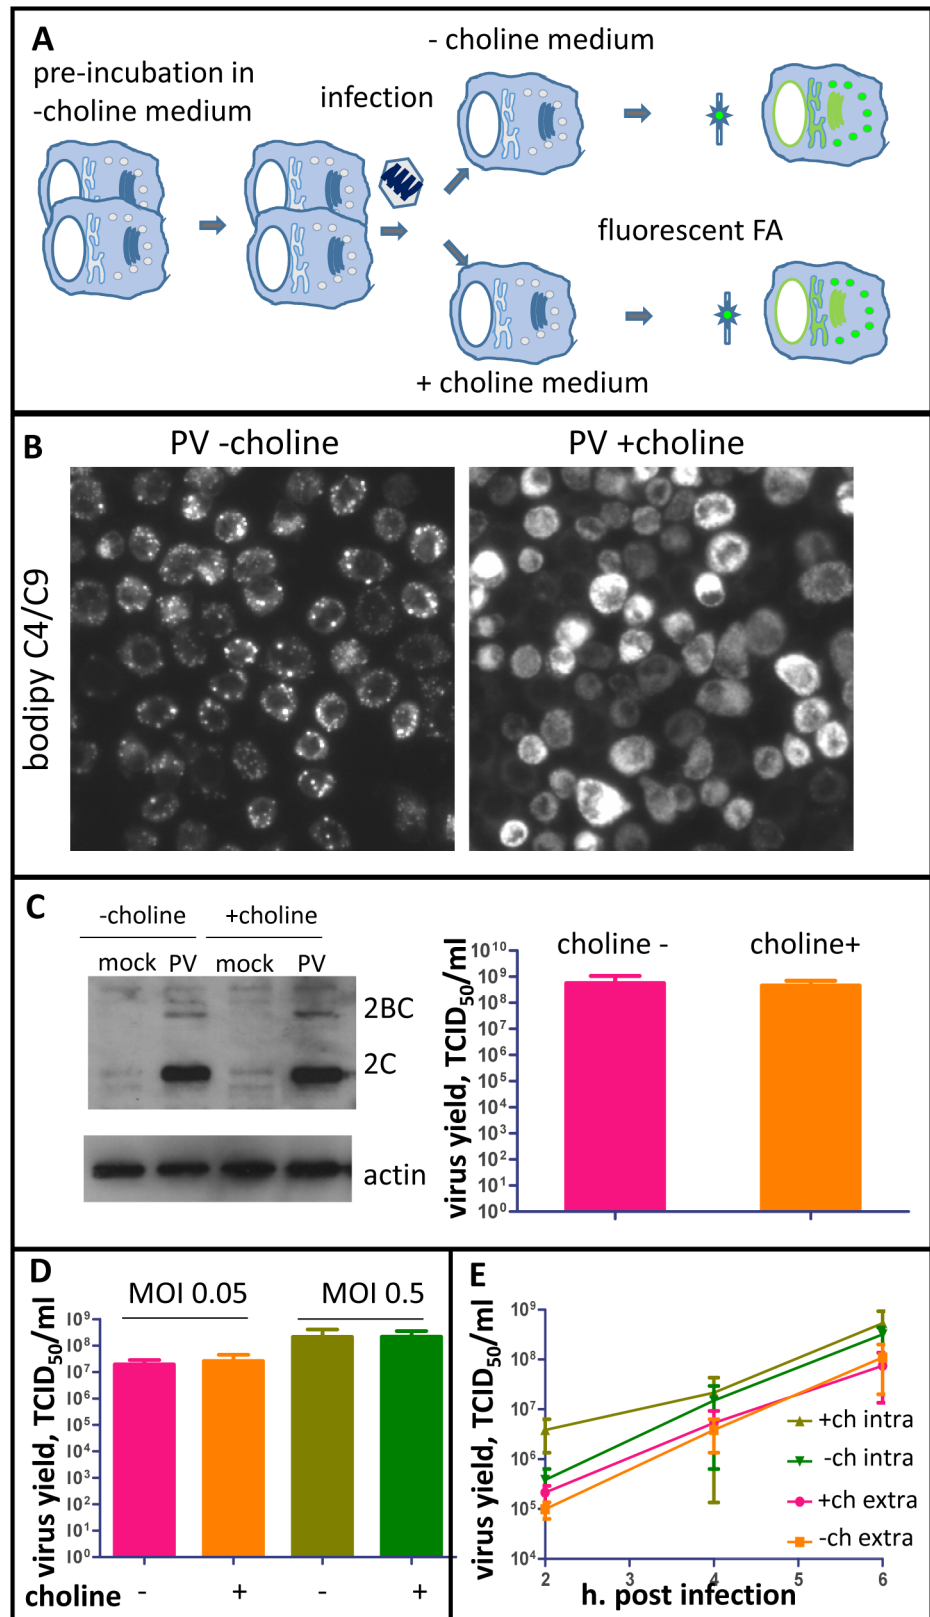 A
pre-incubation in
-choline medium
infection
- choline medium
fluorescent FA
+ choline medium
B
PV -choline
PV +choline
bodipy C4/C9
C
-choline
+choline
mock PV mock PV
2BC
2C
actin
virus yield, TCID50/ml
10^10
10^9
10^8
10^7
10^6
10^5
10^4
10^3
10^2
10^1
10^0
choline -
choline+
D
MOI 0.05
MOI 0.5
virus yield, TCID50/ml
10^9
10^8
10^7
10^6
10^5
10^4
10^3
10^2
10^1
10^0
choline - + - +
E
virus yield, TCID50/ml
10^9
10^8
10^7
10^6
10^5
10^4
+ch intra
-ch intra
+ch extra
-ch extra
2 3 4 5 6
h. post infection